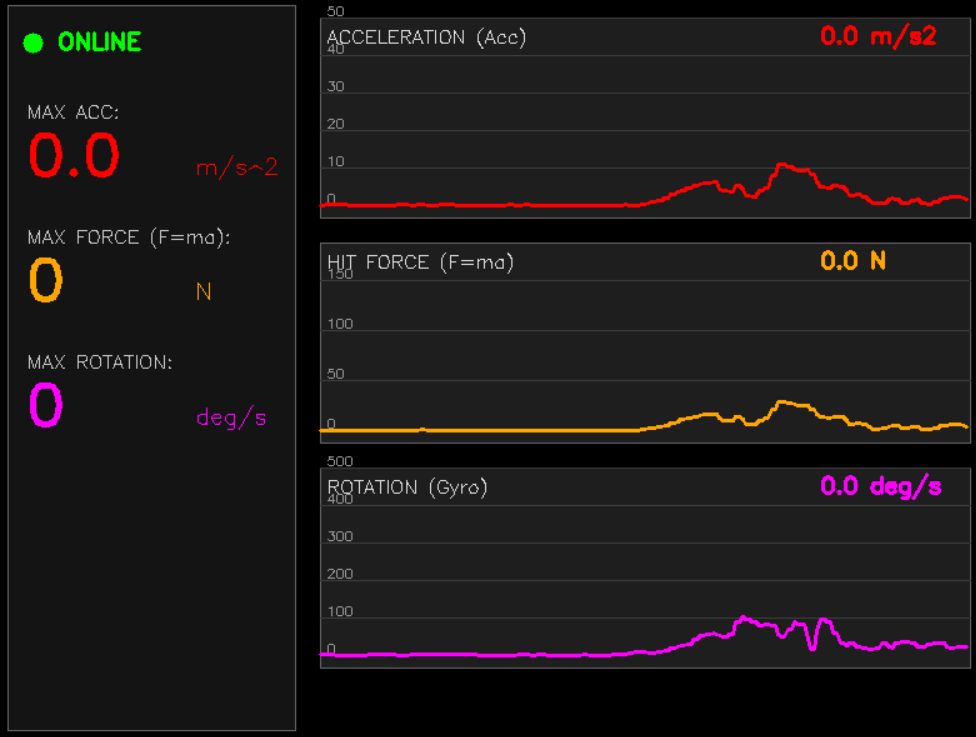 ONLINE
MAX ACC:
0.0 m/s^2
MAX FORCE (F=ma):
0 N
MAX ROTATION:
0 deg/s
50
ACCELERATION (Acc) 0.0 m/s2
40
30
20
10
0
HIT FORCE (F=ma) 0.0 N
150
100
50
0
500
ROTATION (Gyro) 0.0 deg/s
400
300
200
100
0